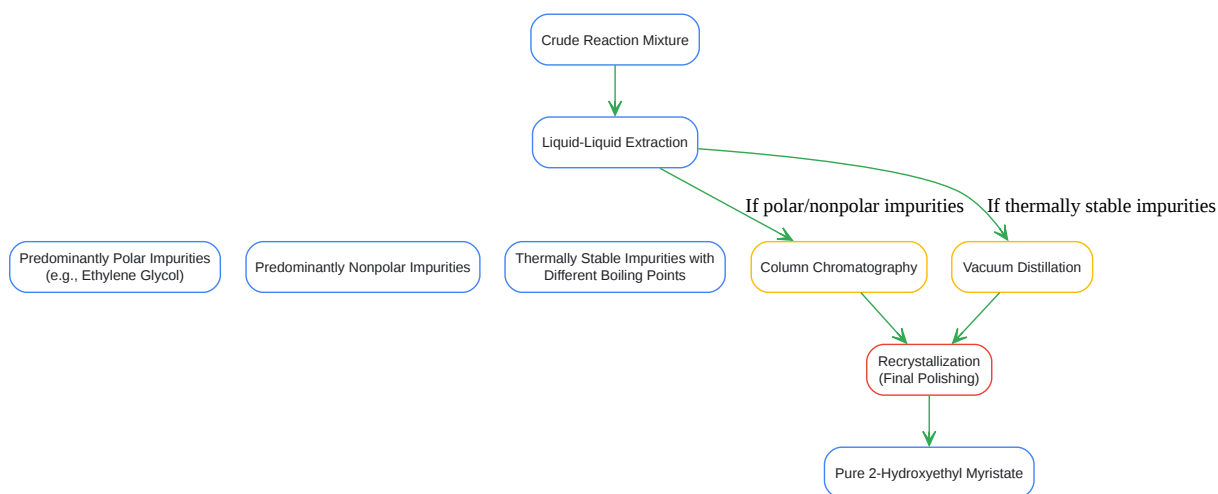 Crude Reaction Mixture
Liquid-Liquid Extraction
If polar/nonpolar impurities
If thermally stable impurities
Predominantly Polar Impurities
(e.g., Ethylene Glycol)
Predominantly Nonpolar Impurities
Thermally Stable Impurities with
Different Boiling Points
Column Chromatography
Vacuum Distillation
Recrystallization
(Final Polishing)
Pure 2-Hydroxyethyl Myristate